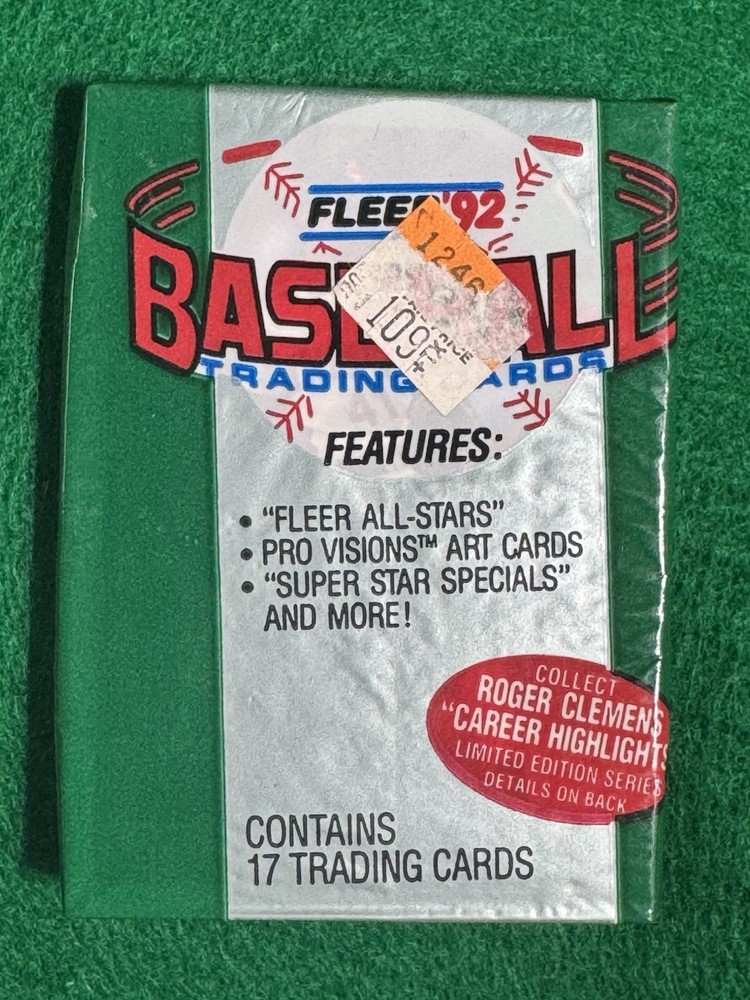 FLEER '92
1246
109
BASEBALL
TRADING CARDS
FEATURES:
• "FLEER ALL-STARS"
• PRO VISIONS™ ART CARDS
• "SUPER STAR SPECIALS"
AND MORE!
COLLECT
ROGER CLEMENS
"CAREER HIGHLIGHTS
LIMITED EDITION SERIES
DETAILS ON BACK
CONTAINS
17 TRADING CARDS